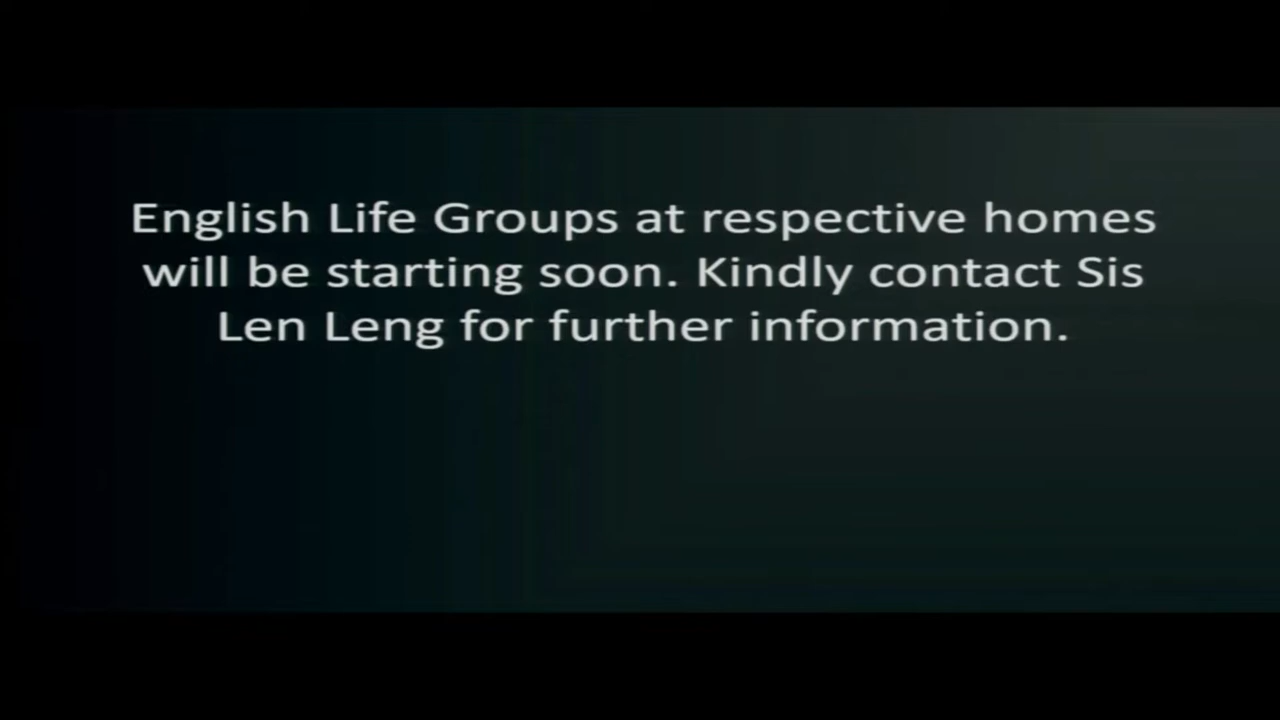 English Life Groups at respective homes
will be starting soon. Kindly contact Sis
Len Leng for further information.